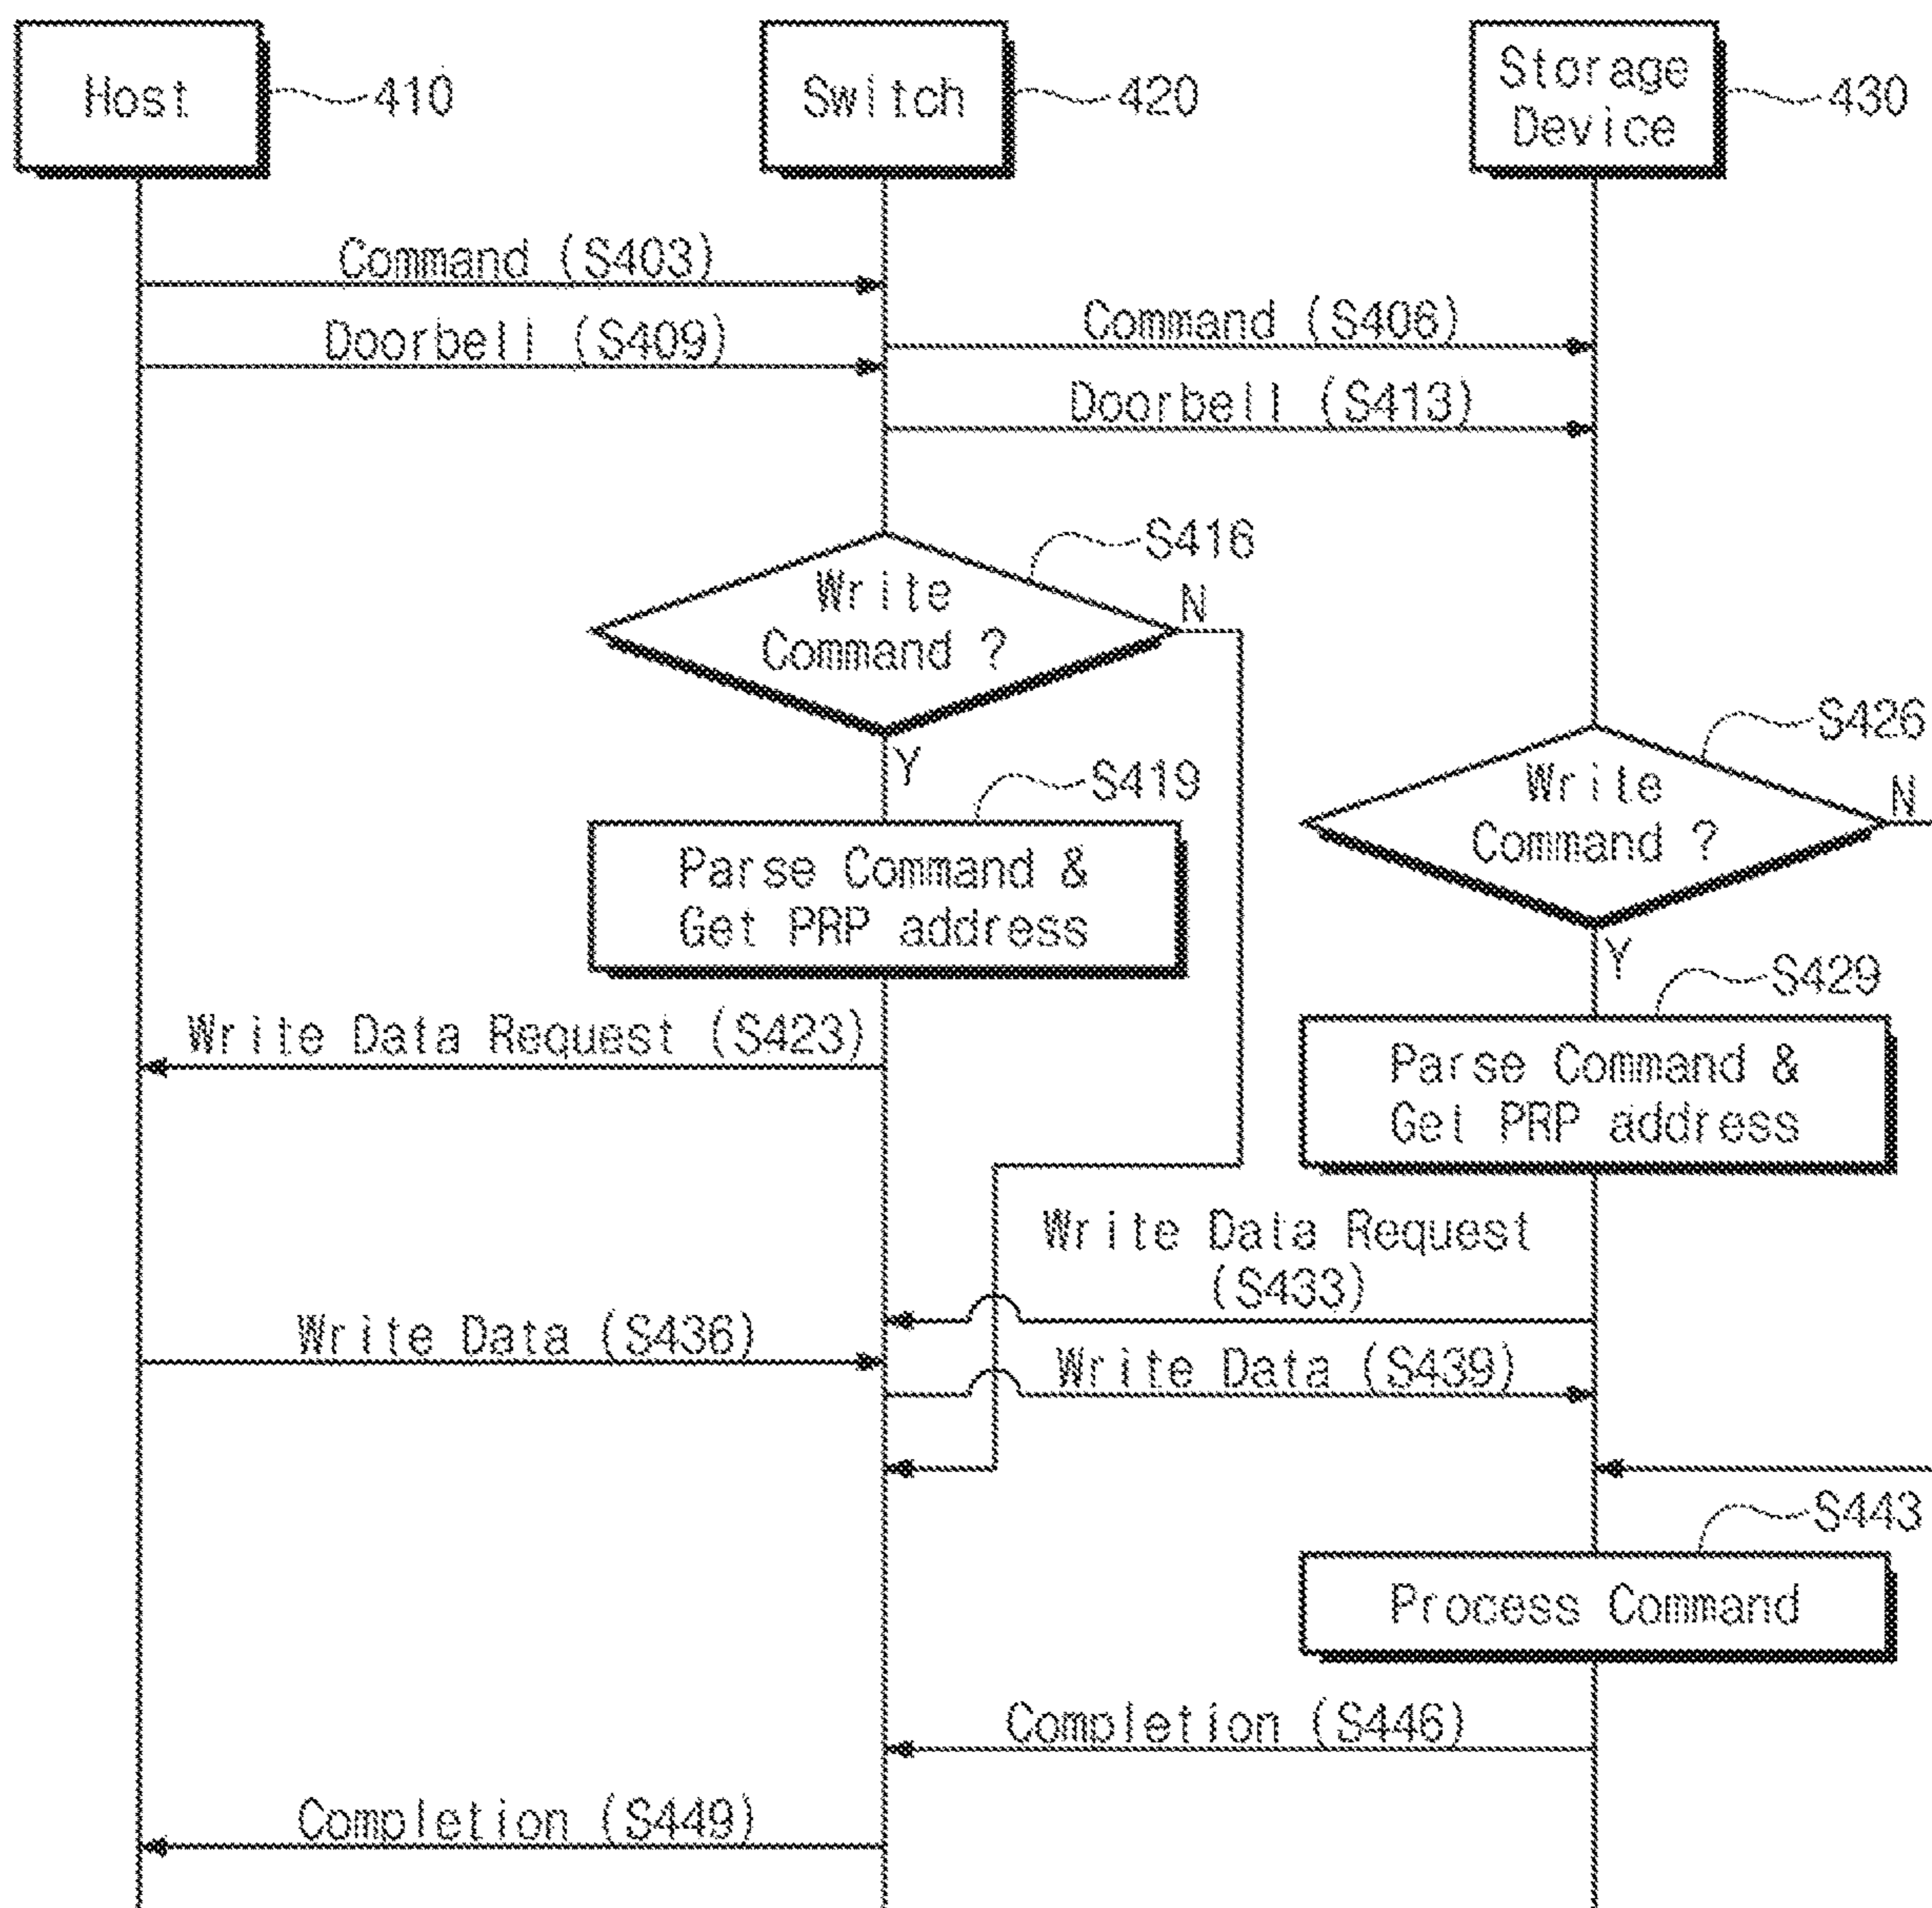 Host
410
Switch
420
Storage
Device
430
Command (S403)
Doorbell (S409)
Command (S406)
Doorbell (S413)
S416
Write
Command ?
N
Y
S419
Parse Command &
Get PRP address
S426
Write
Command ?
N
Y
S429
Parse Command &
Get PRP address
Write Data Request (S423)
Write Data Request
(S433)
Write Data (S436)
Write Data (S439)
S443
Process Command
Completion (S446)
Completion (S449)